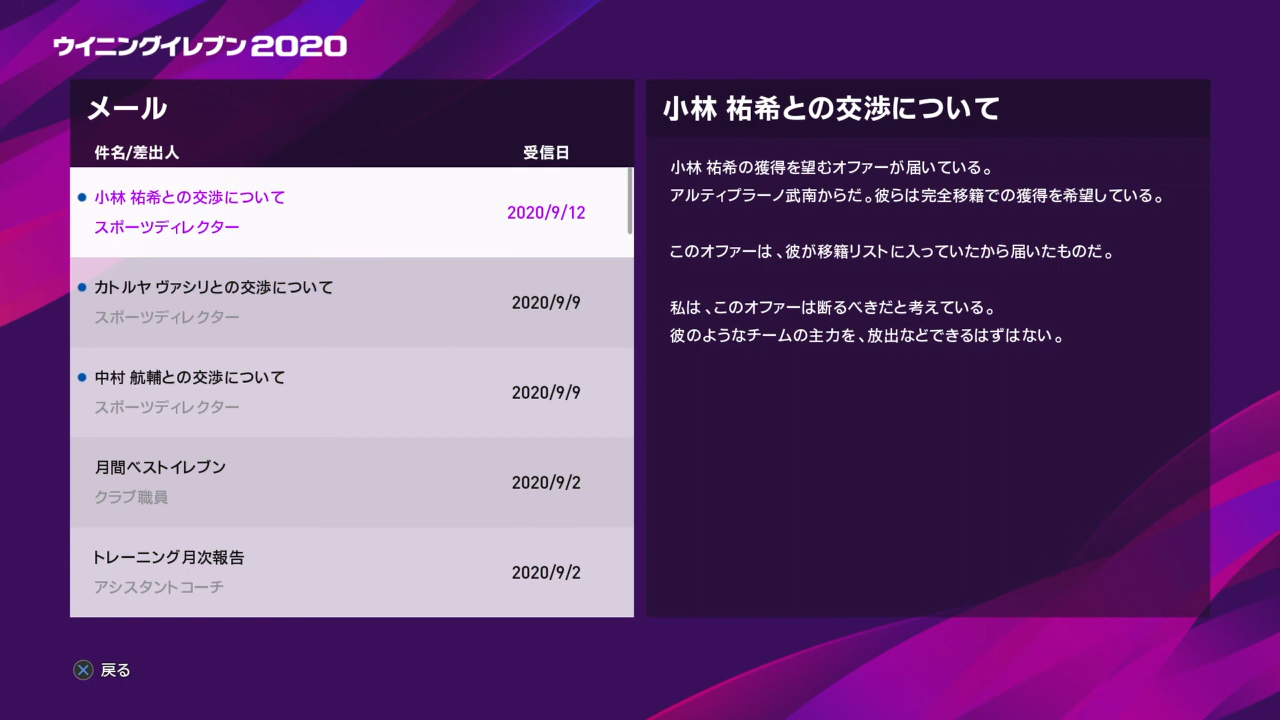 ウイニングイレブン2020
メール
件名/差出人 受信日
小林 祐希との交渉について
スポーツディレクター
2020/9/12
カトルヤ ヴァシリとの交渉について
スポーツディレクター
2020/9/9
中村 航輔との交渉について
スポーツディレクター
2020/9/9
月間ベストイレブン
クラブ職員
2020/9/2
トレーニング月次報告
アシスタントコーチ
2020/9/2
小林 祐希との交渉について
小林 祐希の獲得を望むオファーが届いている。
アルティプラーノ武南からだ。彼らは完全移籍での獲得を希望している。
このオファーは、彼が移籍リストに入っていたから届いたものだ。
私は、このオファーは断るべきだと考えている。
彼のようなチームの主力を、放出などできるはずはない。
戻る